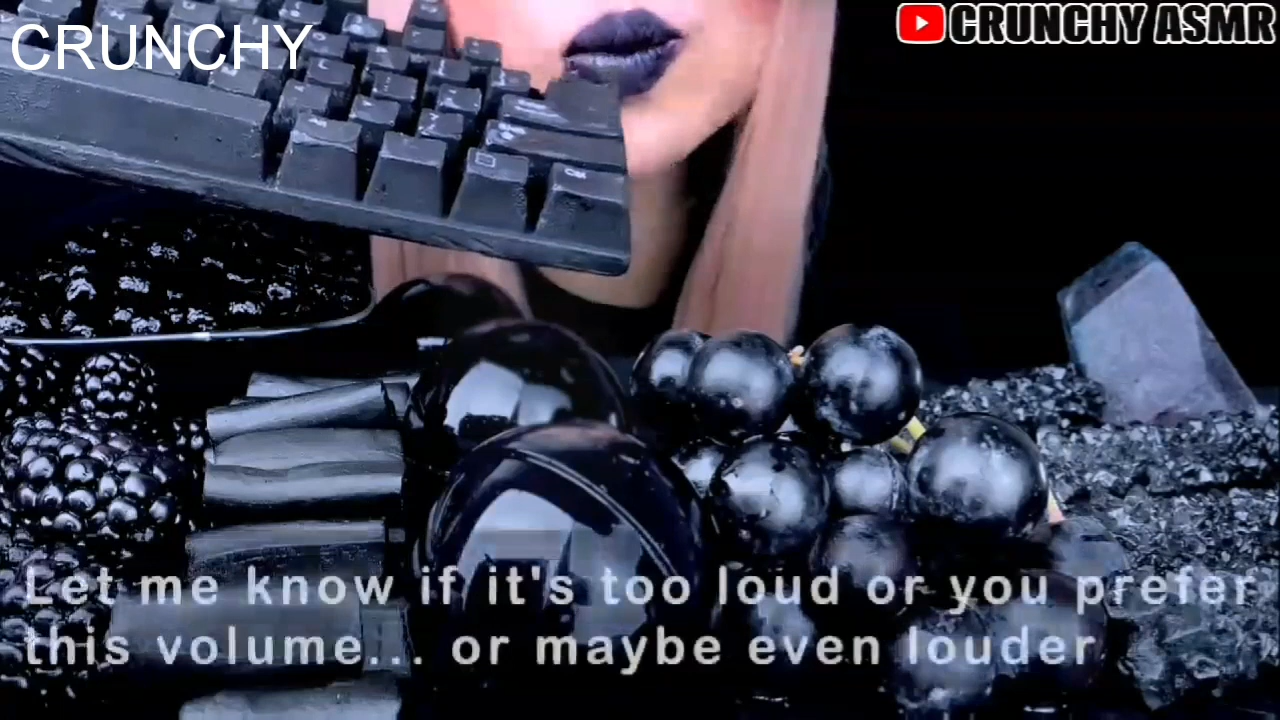 CRUNCHY
CRUNCHY ASMR
Let me know if it's too loud or you prefer
this volume... or maybe even louder